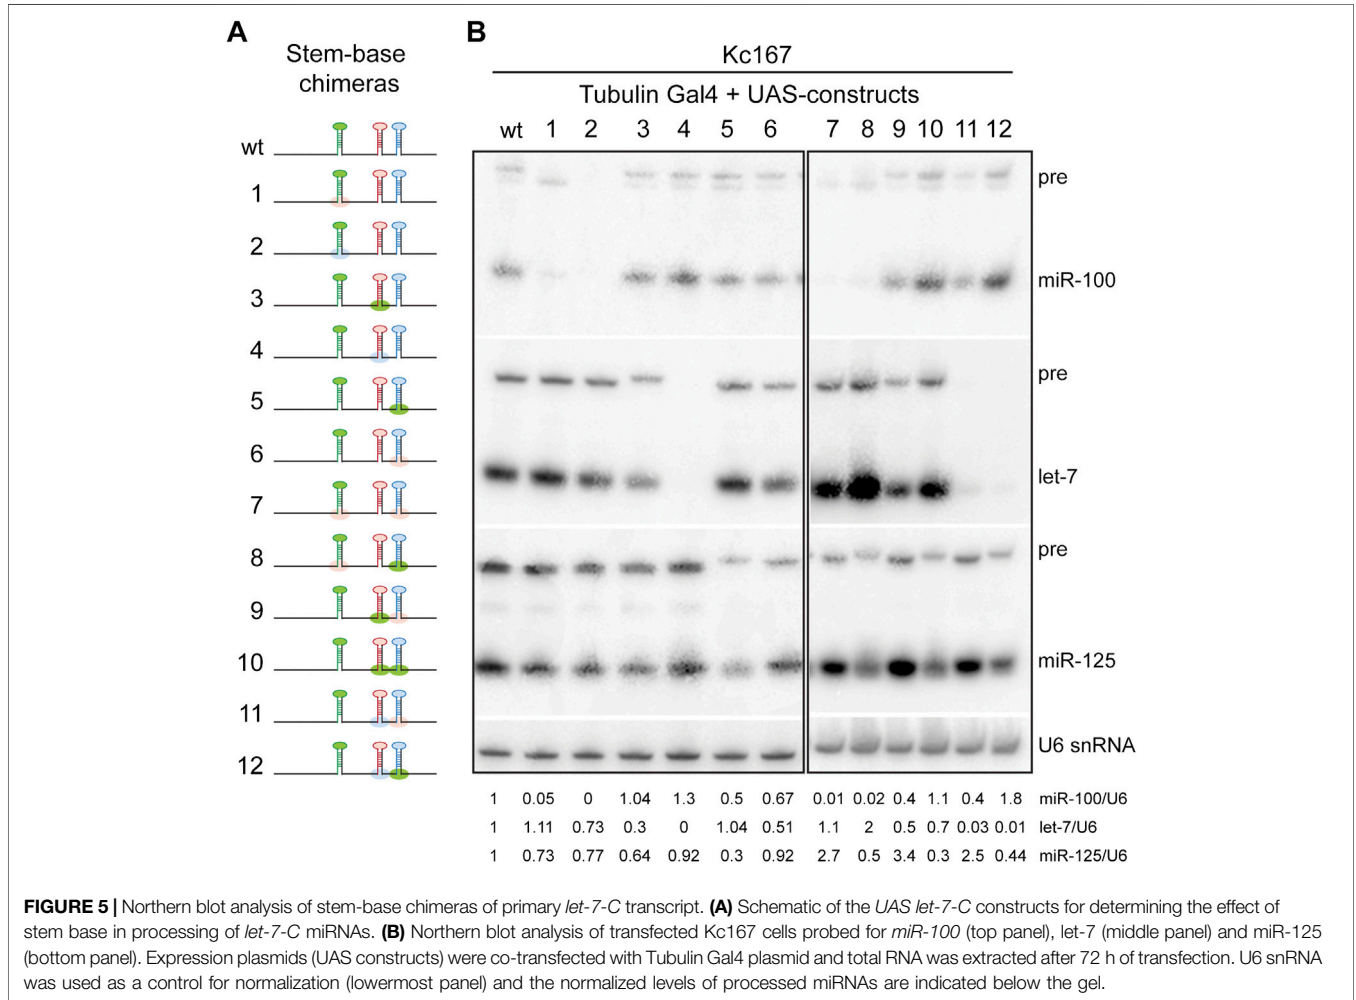 A
B
Stem-base
chimeras
Kc167
Tubulin Gal4 + UAS-constructs
wt 1 2 3 4 5 6 7 8 9 10 11 12
wt
1
2
3
4
5
6
7
8
9
10
11
12
pre
miR-100
pre
let-7
pre
miR-125
U6 snRNA
1 0.05 0 1.04 1.3 0.5 0.67 0.01 0.02 0.4 1.1 0.4 1.8 miR-100/U6
1 1.11 0.73 0.3 0 1.04 0.51 1.1 2 0.5 0.7 0.03 0.01 let-7/U6
1 0.73 0.77 0.64 0.92 0.3 0.92 2.7 0.5 3.4 0.3 2.5 0.44 miR-125/U6
FIGURE 5 | Northern blot analysis of stem-base chimeras of primary let-7-C transcript. (A) Schematic of the UAS let-7-C constructs for determining the effect of
stem base in processing of let-7-C miRNAs. (B) Northern blot analysis of transfected Kc167 cells probed for miR-100 (top panel), let-7 (middle panel) and miR-125
(bottom panel). Expression plasmids (UAS constructs) were co-transfected with Tubulin Gal4 plasmid and total RNA was extracted after 72 h of transfection. U6 snRNA
was used as a control for normalization (lowermost panel) and the normalized levels of processed miRNAs are indicated below the gel.